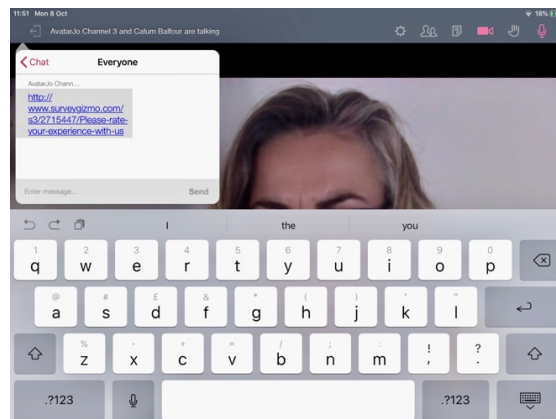 11:51 Mon 8 Oct
18%
AvatarJo Channel 3 and Calum Balfour are talking
Chat
Everyone
AvatarJo Chann...
http://
www.surveygizmo.com/
s3/2715447/Please-rate-
your-experience-with-us
Enter message...
Send
I the you
1 2 3 4 5 6 7 8 9 0
q w e r t y u i o p
@ # £ & * ( ) ' "
a s d f g h j k l
% - + = / ; : ! ?
z x c v b n m , .
.?123 .?123